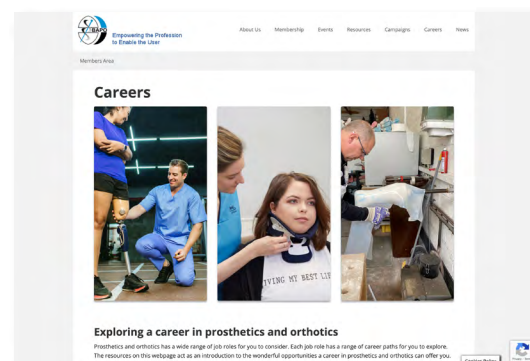 BAPO
Empowering the Profession
to Enable the User
About Us Membership Events Resources Campaigns Careers News
Members Area
Careers
IVING MY BEST LIF
Exploring a career in prosthetics and orthotics
Prosthetics and orthotics has a wide range of job roles for you to consider. Each job role has a range of career paths for you to explore.
The resources on this webpage act as an introduction to the wonderful opportunities a career in prosthetics and orthotics can offer you.